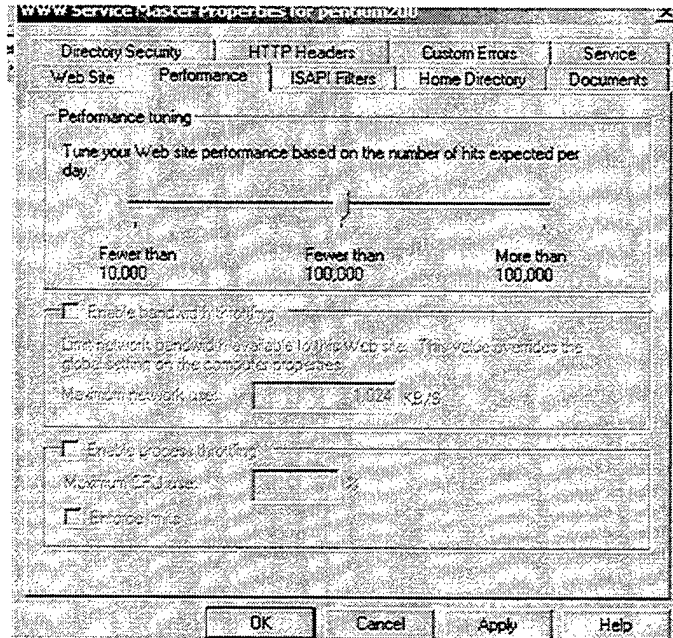 WWW Service Master Properties for pentium200
Directory Security HTTP Headers Custom Errors Service
Web Site Performance ISAPI Filters Home Directory Documents
Performance tuning
Tune your Web site performance based on the number of hits expected per
day.
Fewer than Fewer than More than
10,000 100,000 100,000
Enable bandwidth throttling
Limit network bandwidth available to this Web site. This value overrides the
global setting on the computer properties.
Maximum network use: 1,024 KB/S
Enable process throttling
Maximum CPU use: %
Enforce limits
OK Cancel Apply Help